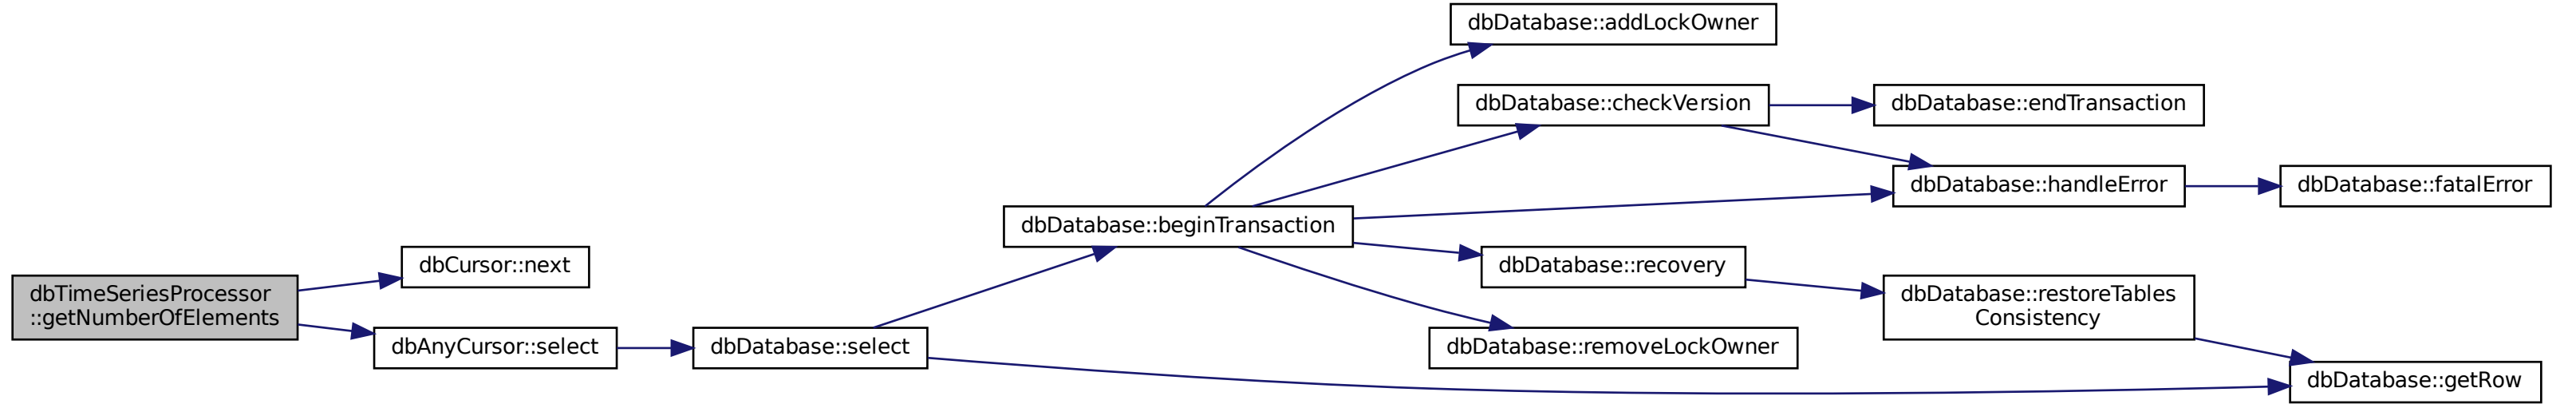 dbTimeSeriesProcessor
::getNumberOfElements
dbCursor::next
dbAnyCursor::select
dbDatabase::select
dbDatabase::beginTransaction
dbDatabase::addLockOwner
dbDatabase::checkVersion
dbDatabase::endTransaction
dbDatabase::handleError
dbDatabase::fatalError
dbDatabase::recovery
dbDatabase::restoreTables
Consistency
dbDatabase::removeLockOwner
dbDatabase::getRow